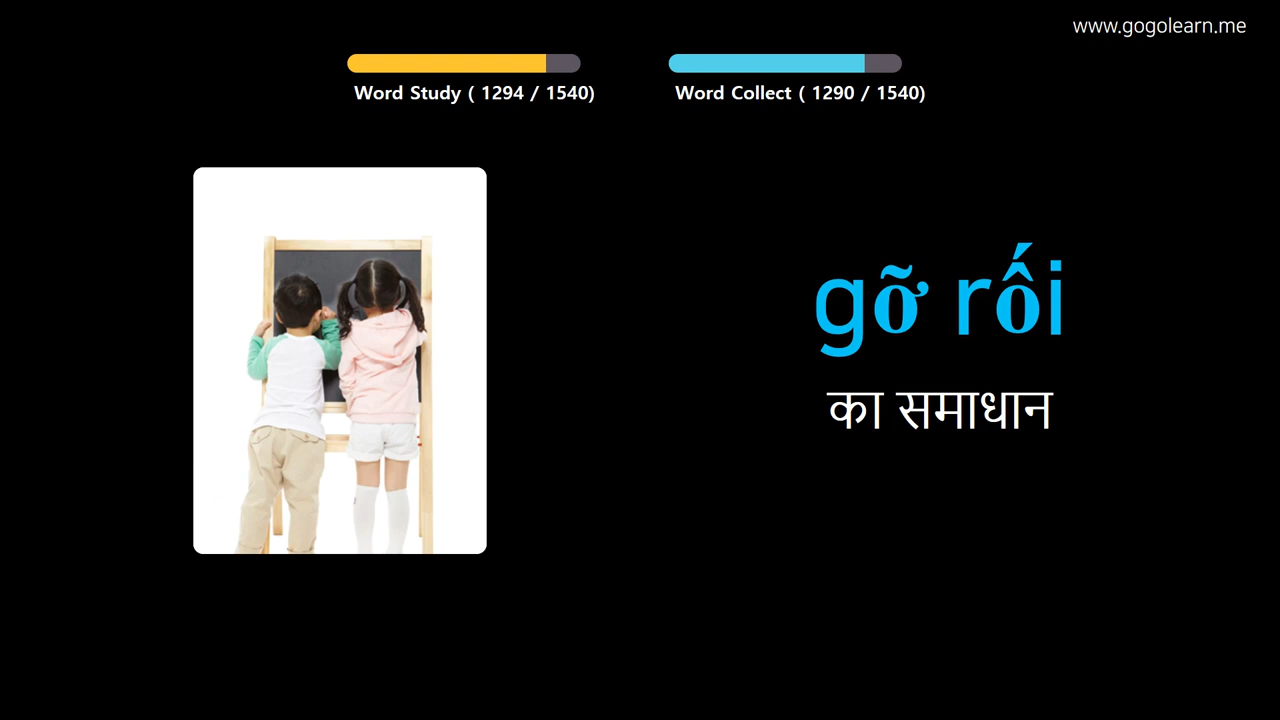 www.gogolearn.me
Word Study ( 1294 / 1540)
Word Collect ( 1290 / 1540)
gỡ rối
का समाधान